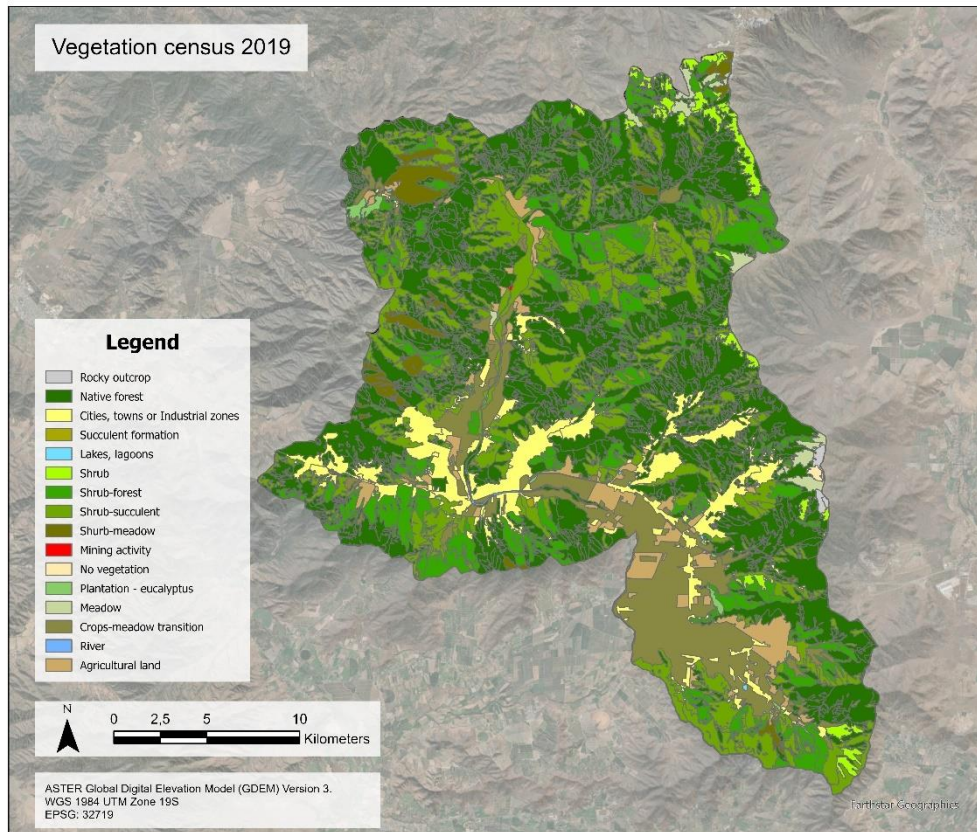 Vegetation census 2019
Legend
Rocky outcrop
Native forest
Cities, towns or Industrial zones
Succulent formation
Lakes, lagoons
Shrub
Shrub-forest
Shrub-succulent
Shurb-meadow
Mining activity
No vegetation
Plantation - eucalyptus
Meadow
Crops-meadow transition
River
Agricultural land
N
0 2,5 5 10
Kilometers
ASTER Global Digital Elevation Model (GDEM) Version 3.
WGS 1984 UTM Zone 19S
EPSG: 32719
Earthstar Geographics